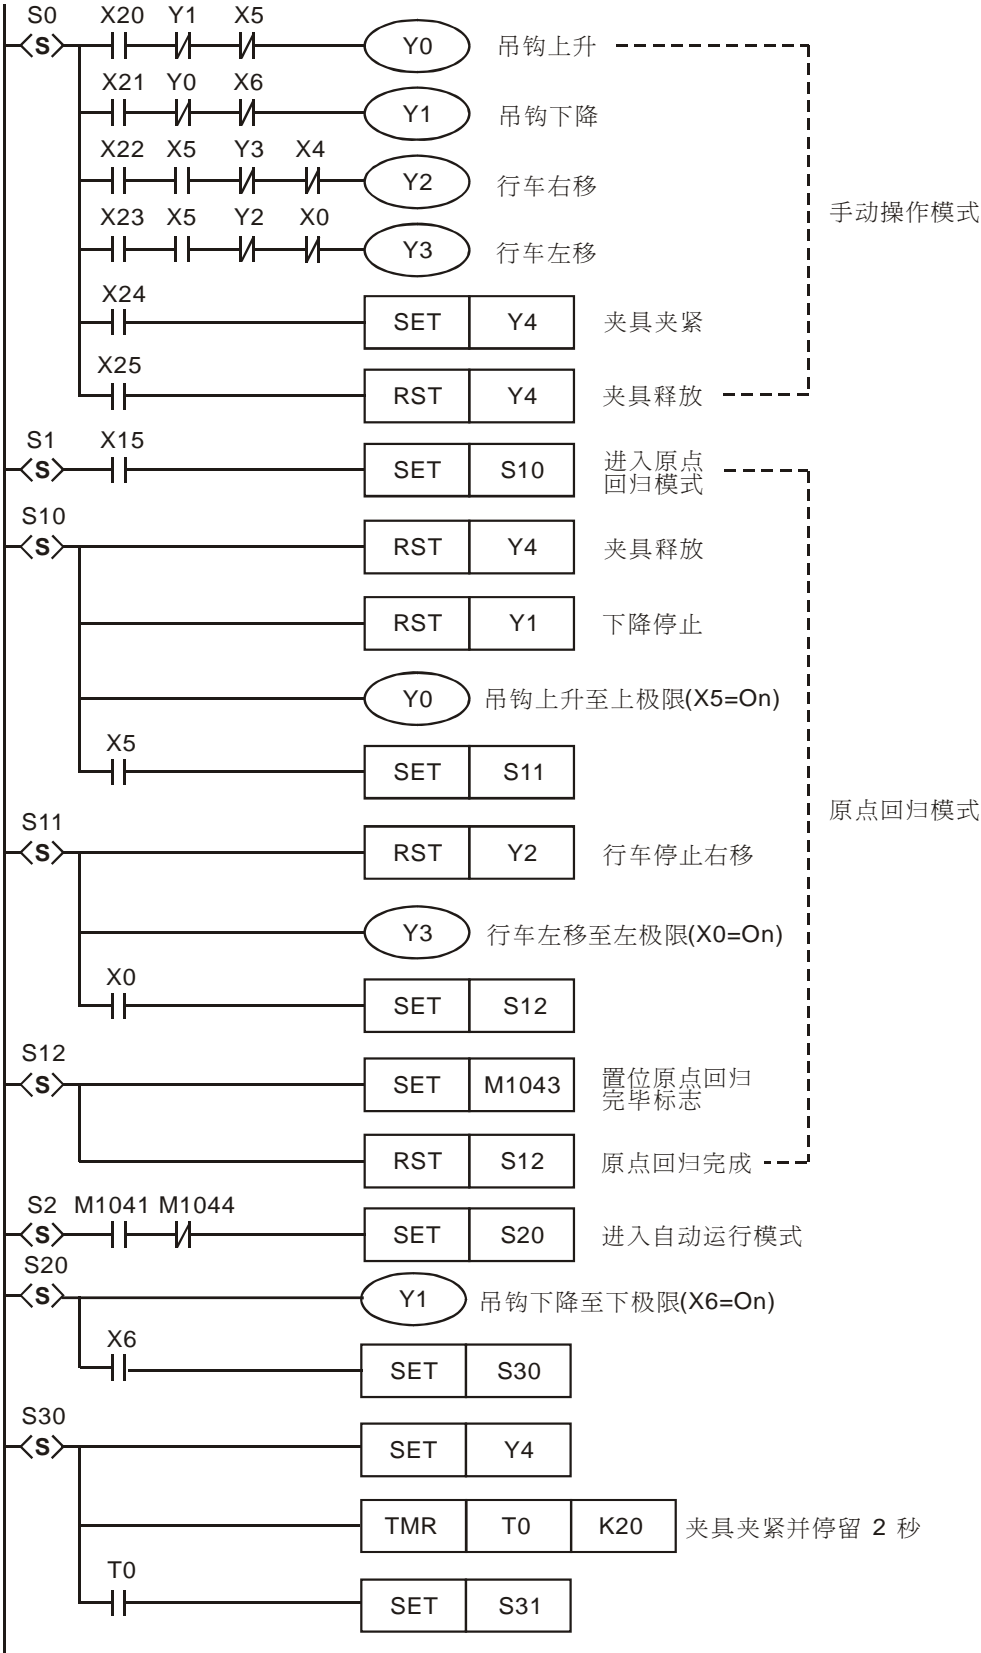 S0 X20 Y1 X5
S Y0 吊钩上升
X21 Y0 X6
Y1 吊钩下降
X22 X5 Y3 X4
Y2 行车右移
手动操作模式
X23 X5 Y2 X0
Y3 行车左移
X24
SET Y4 夹具夹紧
X25
RST Y4 夹具释放
S1 X15
S SET S10 进入原点
回归模式
S10
S RST Y4 夹具释放
RST Y1 下降停止
Y0 吊钩上升至上极限(X5=On)
X5
SET S11
原点回归模式
S11
S RST Y2 行车停止右移
Y3 行车左移至左极限(X0=On)
X0
SET S12
S12
S SET M1043 置位原点回归
完毕标志
RST S12 原点回归完成
S2 M1041 M1044
S SET S20 进入自动运行模式
S20
S Y1 吊钩下降至下极限(X6=On)
X6
SET S30
S30
S SET Y4
TMR T0 K20 夹具夹紧并停留 2 秒
T0
SET S31